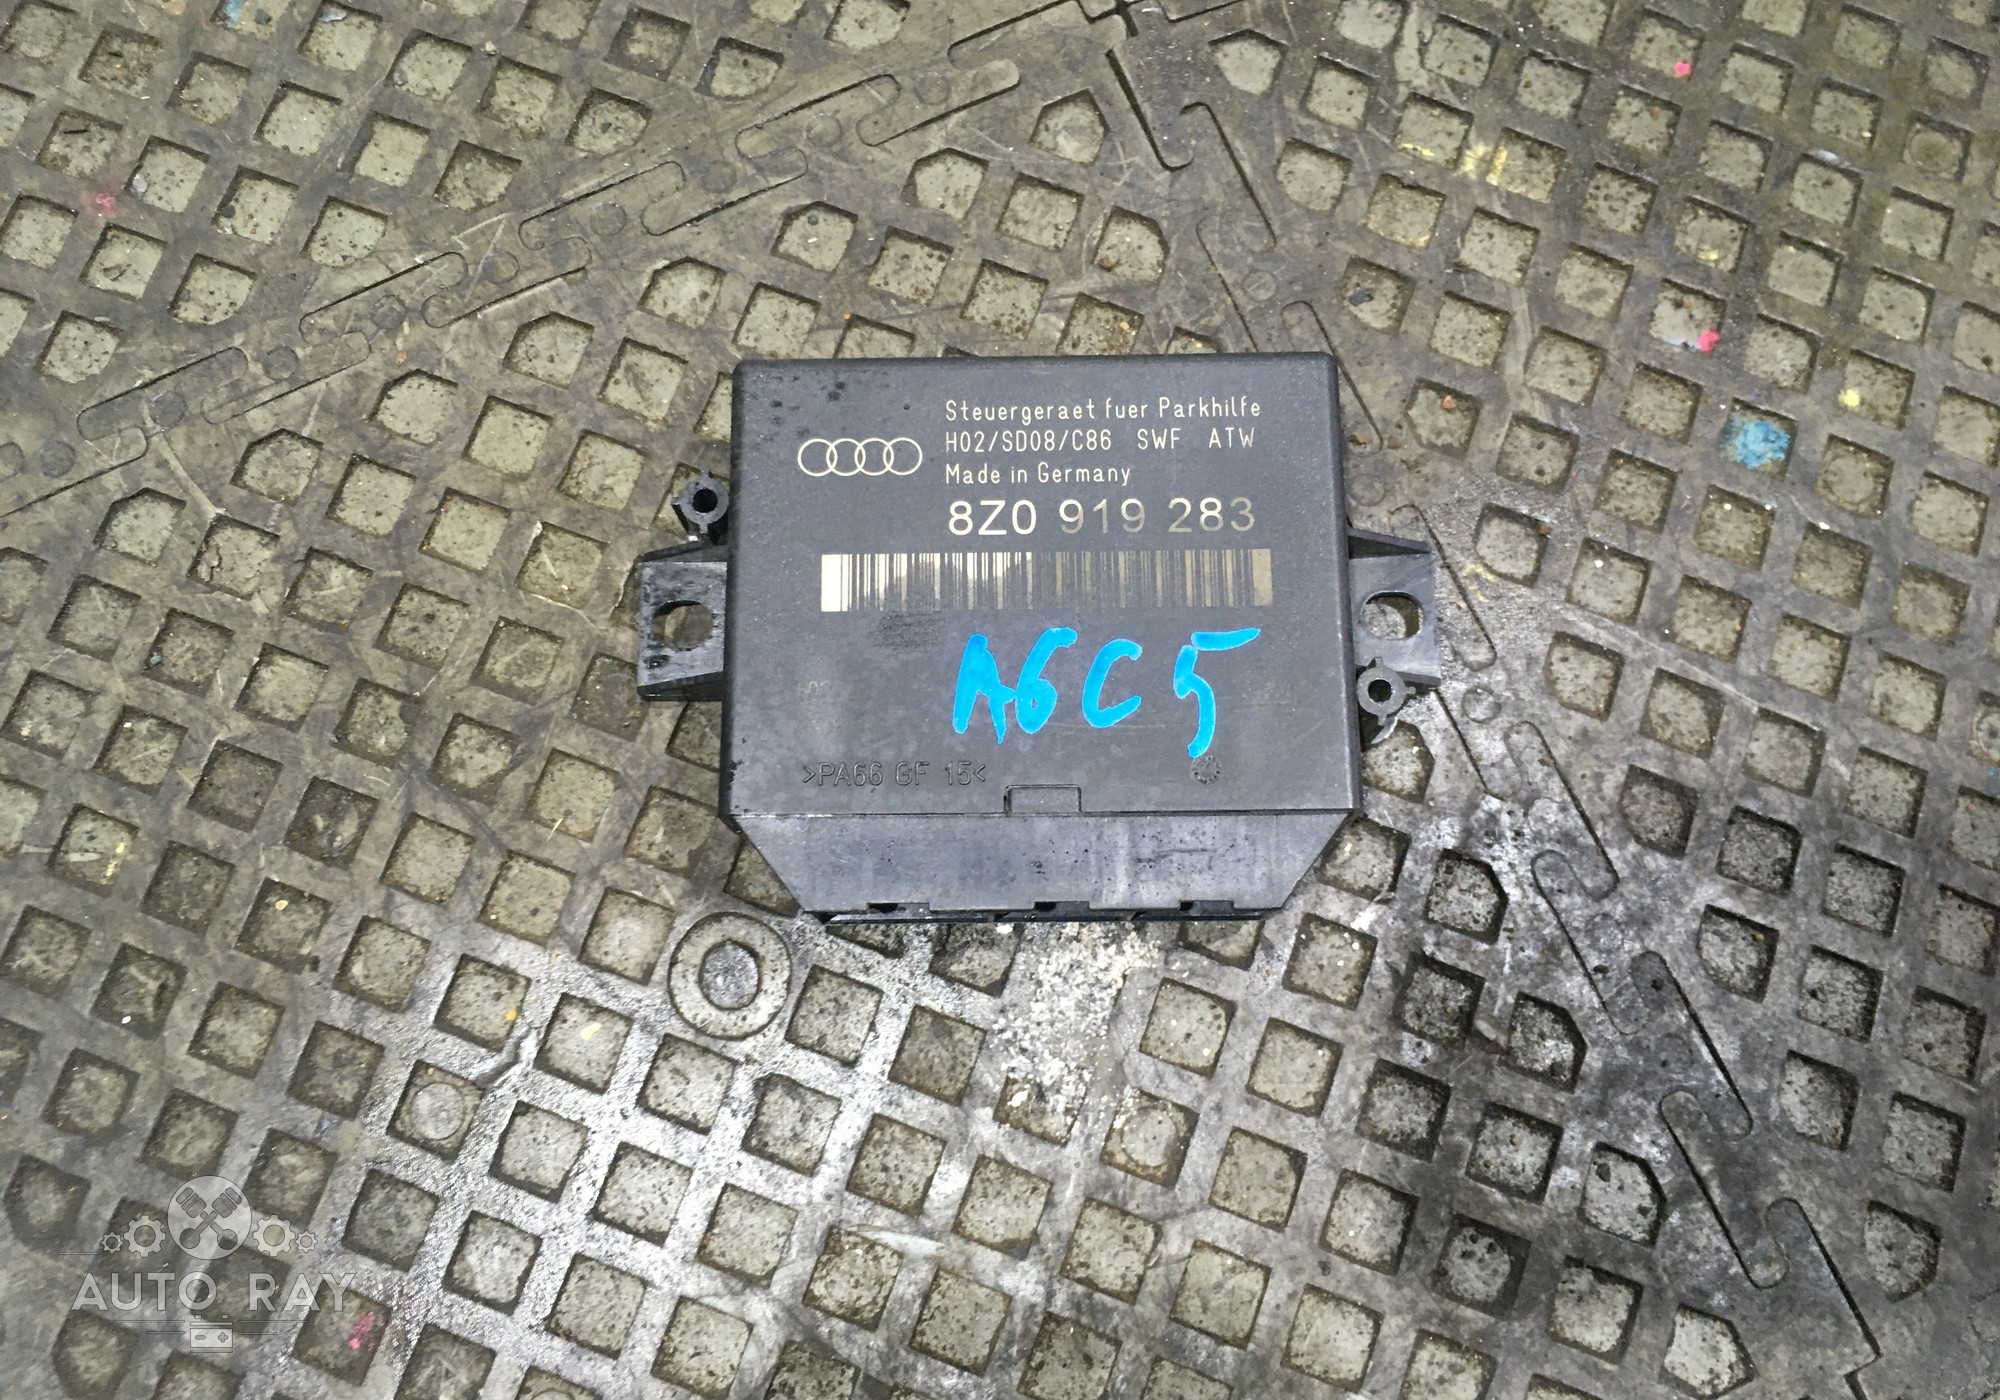 Steuergeraet fuer Parkhilfe
H02/SD08/C86 SWF ATW
Made in Germany
8Z0 919 283
A6C5
>PA66 GF 15<
AUTO RAY